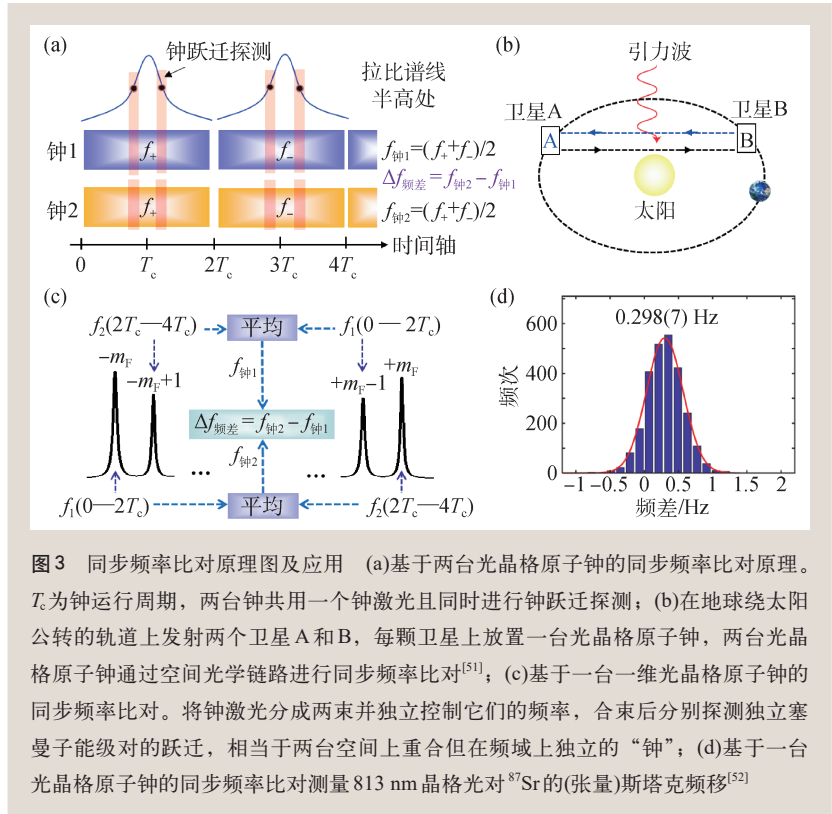 (a)
钟跃迁探测
拉比谱线
半高处
钟1
f₊
f₋
f钟1=(f₊+f₋)/2
Δf频差=f钟2−f钟1
钟2
f₊
f₋
f钟2=(f₊+f₋)/2
0
Tc
2Tc
3Tc
4Tc
时间轴
(b)
引力波
卫星A
卫星B
A
B
太阳
(c)
f₂(2Tc—4Tc)
平均
f₁(0—2Tc)
−mF
−mF+1
f钟1
+mF−1
+mF
Δf频差=f钟2−f钟1
f钟2
...
...
f₁(0—2Tc)
平均
f₂(2Tc—4Tc)
(d)
0.298(7) Hz
频次
600
400
200
0
−1 −0.5 0 0.5 1 1.5 2
频差/Hz
图3 同步频率比对原理图及应用 (a)基于两台光晶格原子钟的同步频率比对原理。
Tc为钟运行周期，两台钟共用一个钟激光且同时进行钟跃迁探测；(b)在地球绕太阳
公转的轨道上发射两个卫星A和B，每颗卫星上放置一台光晶格原子钟，两台光晶
格原子钟通过空间光学链路进行同步频率比对[51]；(c)基于一台一维光晶格原子钟的
同步频率比对。将钟激光分成两束并独立控制它们的频率，合束后分别探测独立塞
曼子能级对的跃迁，相当于两台空间上重合但在频域上独立的“钟”；(d)基于一台
光晶格原子钟的同步频率比对测量813 nm晶格光对⁸⁷Sr的(张量)斯塔克频移[52]